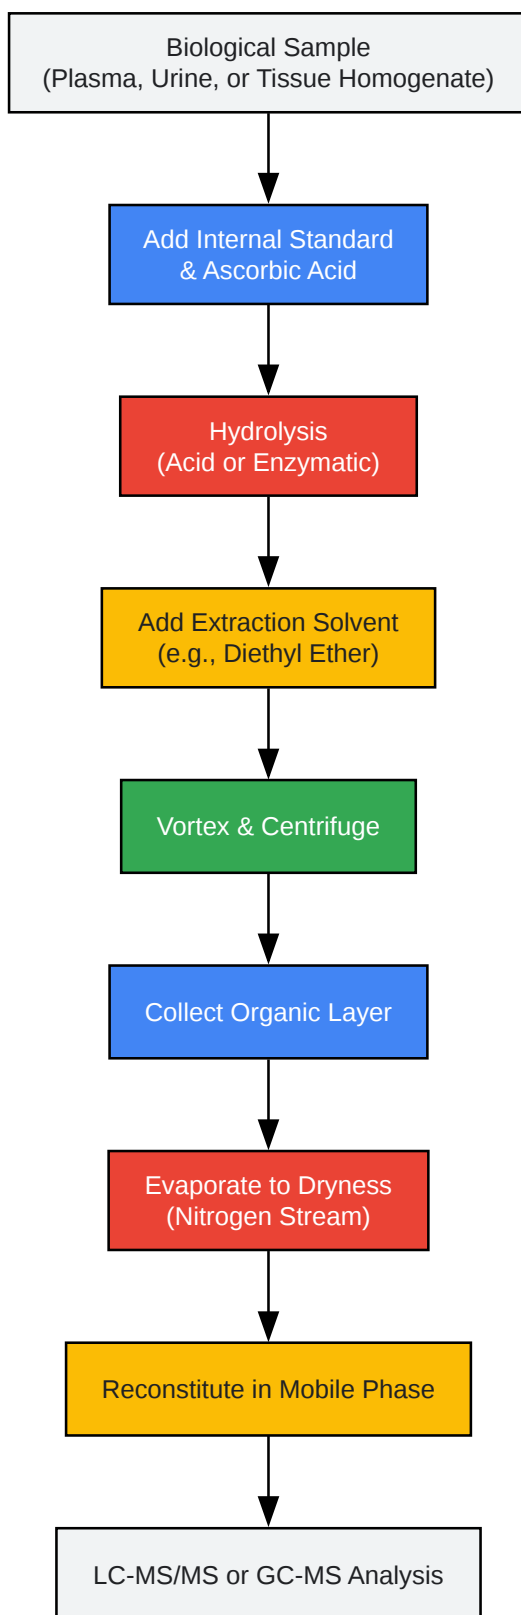 Biological Sample
(Plasma, Urine, or Tissue Homogenate)
Add Internal Standard
& Ascorbic Acid
Hydrolysis
(Acid or Enzymatic)
Add Extraction Solvent
(e.g., Diethyl Ether)
Vortex & Centrifuge
Collect Organic Layer
Evaporate to Dryness
(Nitrogen Stream)
Reconstitute in Mobile Phase
LC-MS/MS or GC-MS Analysis